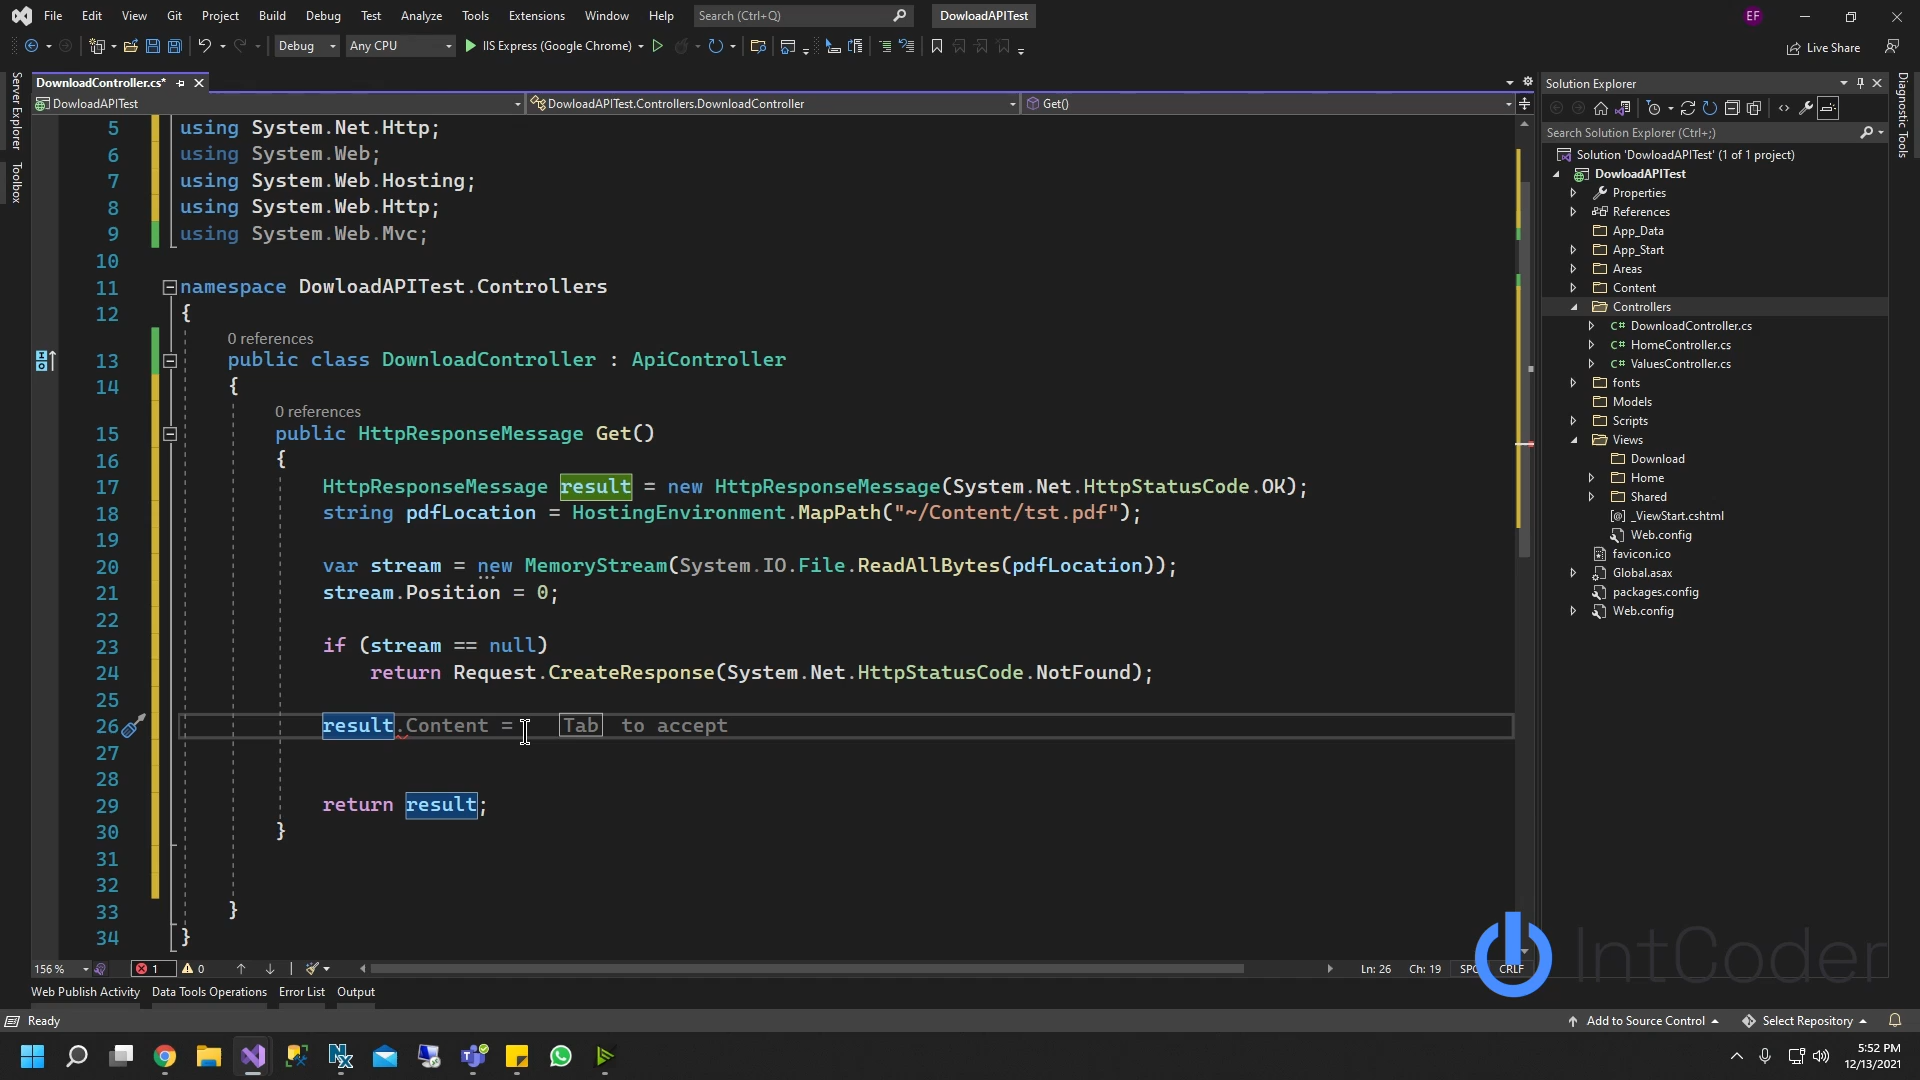 File Edit View Git Project Build Debug Test Analyze Tools Extensions Window Help Search (Ctrl+Q) DowloadAPITest EF
Debug Any CPU IIS Express (Google Chrome) Live Share
Server Explorer
Toolbox
DownloadController.cs*
DowloadAPITest DowloadAPITest.Controllers.DownloadController Get()
5 using System.Net.Http;
6 using System.Web;
7 using System.Web.Hosting;
8 using System.Web.Http;
9 using System.Web.Mvc;
10
11 namespace DowloadAPITest.Controllers
12 {
0 references
13 public class DownloadController : ApiController
14 {
0 references
15 public HttpResponseMessage Get()
16 {
17 HttpResponseMessage result = new HttpResponseMessage(System.Net.HttpStatusCode.OK);
18 string pdfLocation = HostingEnvironment.MapPath("~/Content/tst.pdf");
19
20 var stream = new MemoryStream(System.IO.File.ReadAllBytes(pdfLocation));
21 stream.Position = 0;
22
23 if (stream == null)
24 return Request.CreateResponse(System.Net.HttpStatusCode.NotFound);
25
26 result.Content = Tab to accept
27
28
29 return result;
30 }
31
32
33 }
34 }
156 % 1 0 Ln: 26 Ch: 19 SPC CRLF
Web Publish Activity Data Tools Operations Error List Output
Ready Add to Source Control Select Repository
Solution Explorer
Search Solution Explorer (Ctrl+;)
Solution 'DowloadAPITest' (1 of 1 project)
DowloadAPITest
Properties
References
App_Data
App_Start
Areas
Content
Controllers
C# DownloadController.cs
C# HomeController.cs
C# ValuesController.cs
fonts
Models
Scripts
Views
Download
Home
Shared
_ViewStart.cshtml
Web.config
favicon.ico
Global.asax
packages.config
Web.config
Diagnostic Tools
IntCoder
5:52 PM
12/13/2021